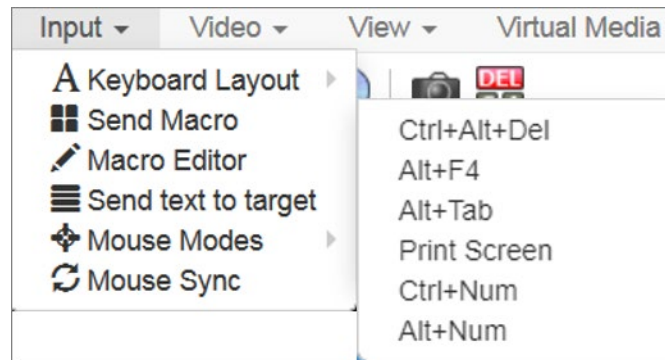 Input Video View Virtual Media
DEL
Keyboard Layout
Send Macro
Macro Editor
Send text to target
Mouse Modes
Mouse Sync
Ctrl+Alt+Del
Alt+F4
Alt+Tab
Print Screen
Ctrl+Num
Alt+Num